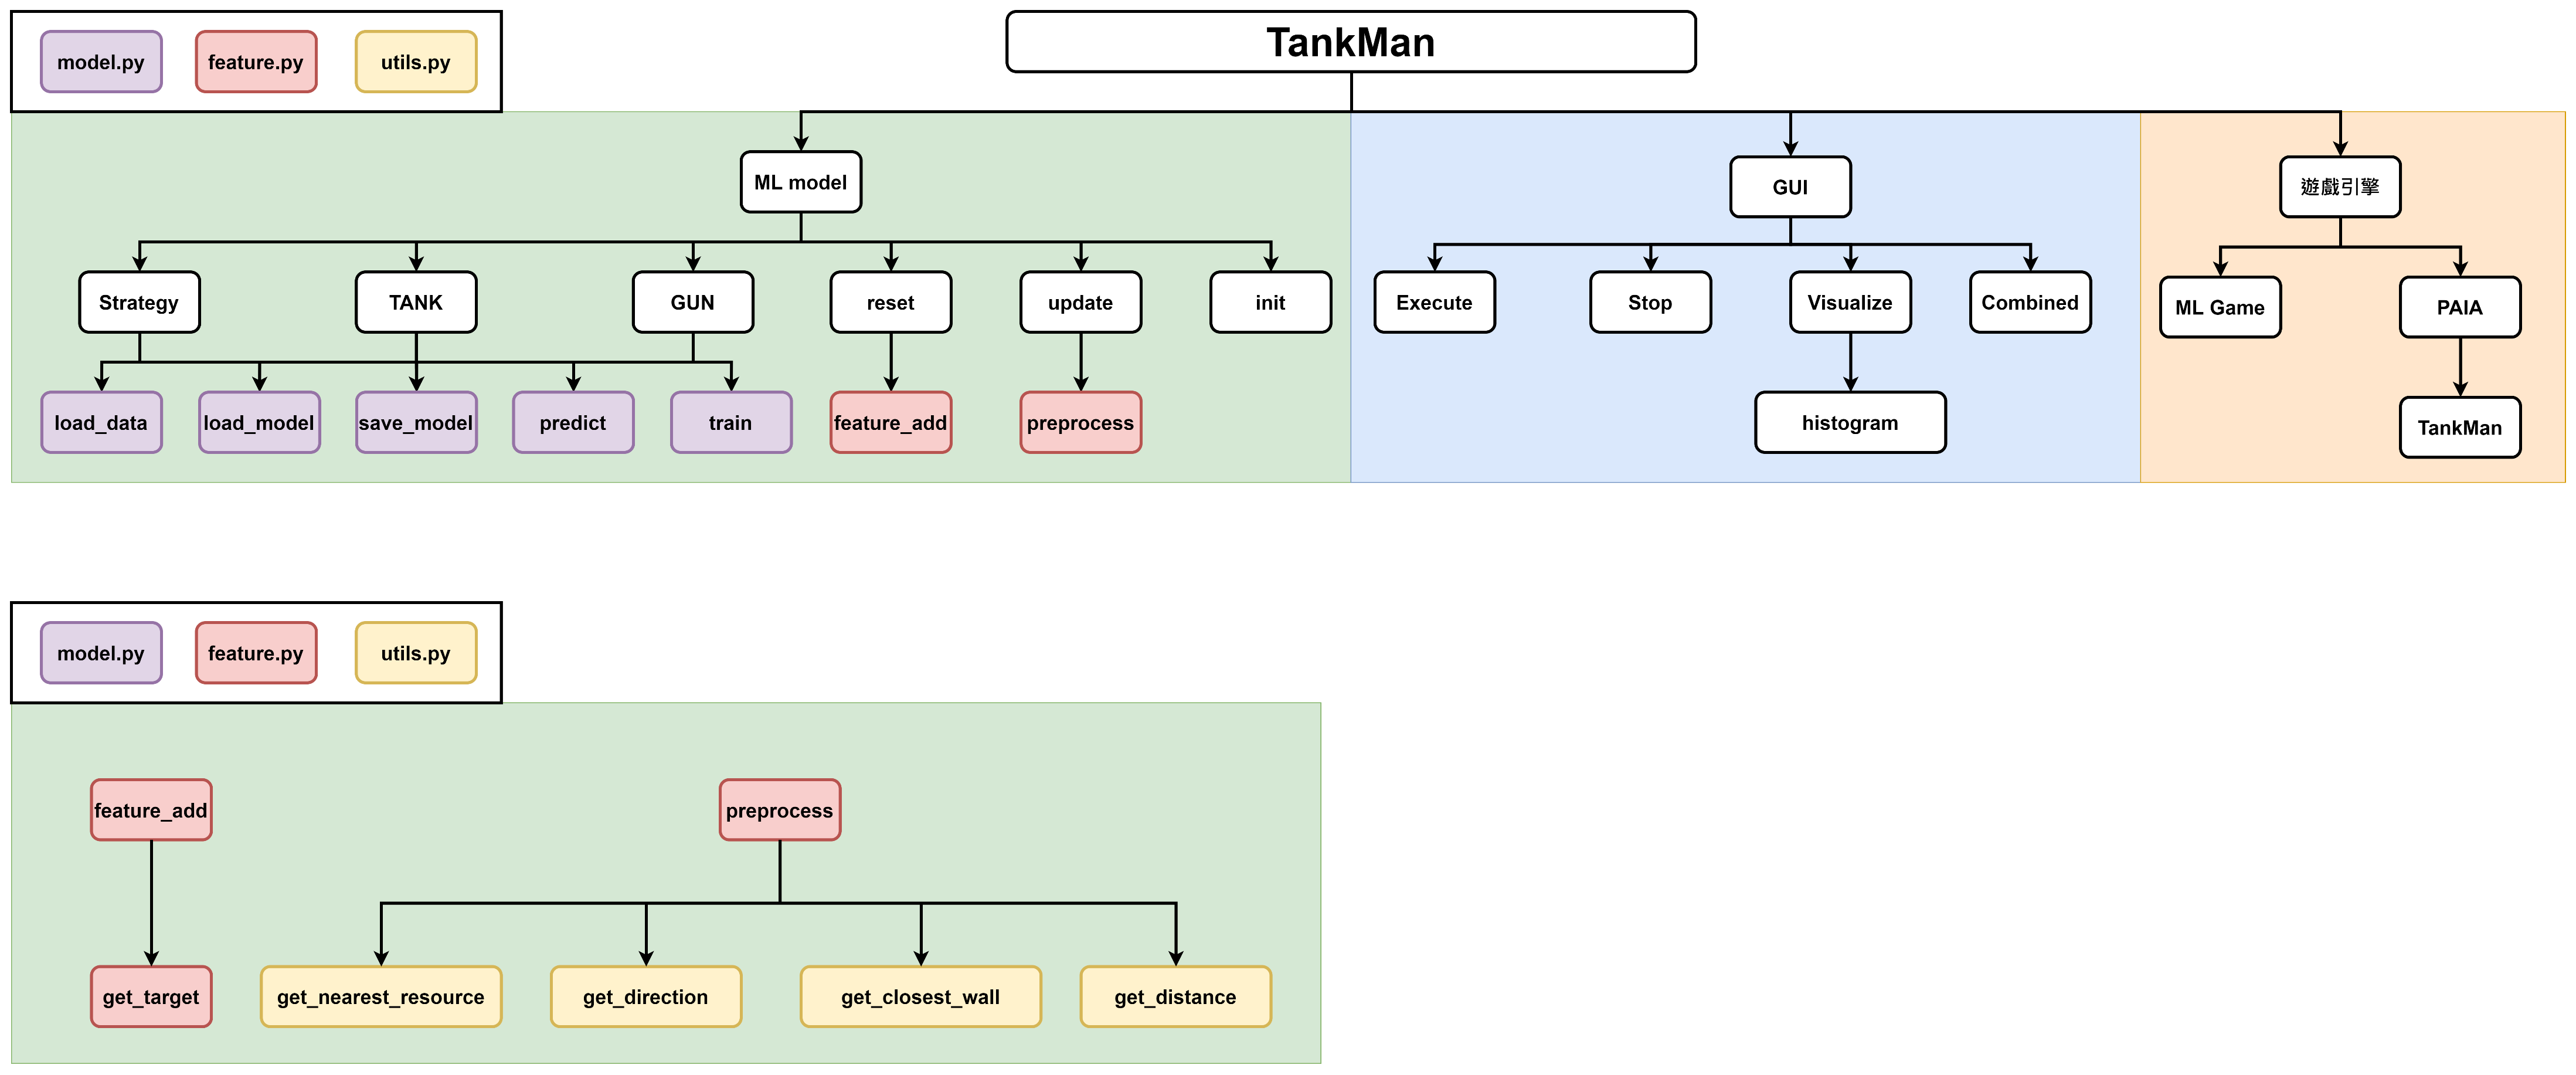 model.py
feature.py
utils.py
TankMan
ML model
GUI
遊戲引擎
Strategy
TANK
GUN
reset
update
init
Execute
Stop
Visualize
Combined
ML Game
PAIA
load_data
load_model
save_model
predict
train
feature_add
preprocess
histogram
TankMan
model.py
feature.py
utils.py
feature_add
preprocess
get_target
get_nearest_resource
get_direction
get_closest_wall
get_distance